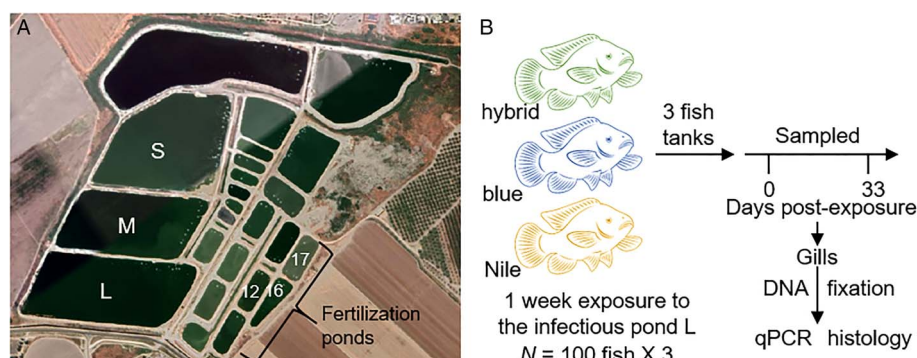 A
S
M
L
17
12 16
Fertilization
ponds
B
hybrid
blue
Nile
3 fish
tanks
Sampled
0 33
Days post-exposure
Gills
DNA fixation
qPCR histology
1 week exposure to
the infectious pond L
N = 100 fish X 3